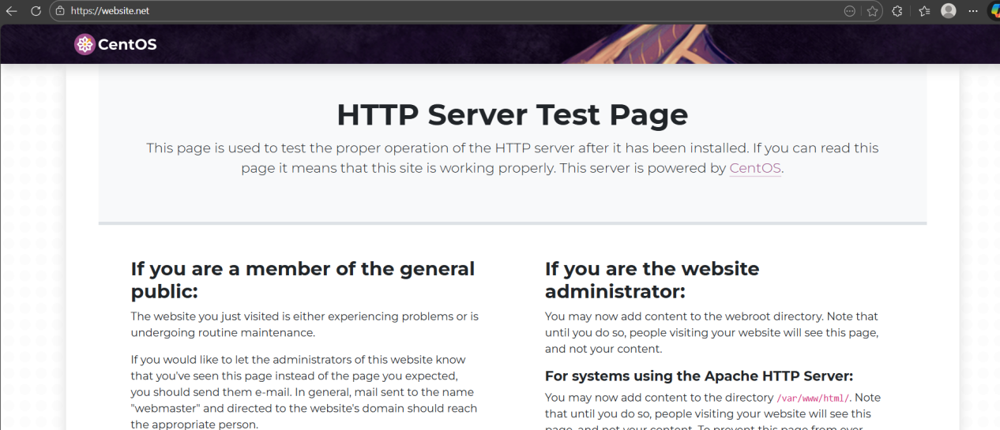 https://website.net
CentOS
HTTP Server Test Page
This page is used to test the proper operation of the HTTP server after it has been installed. If you can read this
page it means that this site is working properly. This server is powered by CentOS.
If you are a member of the general
public:
The website you just visited is either experiencing problems or is
undergoing routine maintenance.
If you would like to let the administrators of this website know
that you've seen this page instead of the page you expected,
you should send them e-mail. In general, mail sent to the name
"webmaster" and directed to the website's domain should reach
the appropriate person.
If you are the website
administrator:
You may now add content to the webroot directory. Note that
until you do so, people visiting your website will see this page,
and not your content.
For systems using the Apache HTTP Server:
You may now add content to the directory /var/www/html/. Note
that until you do so, people visiting your website will see this
page, and not your content. To prevent this page from ever